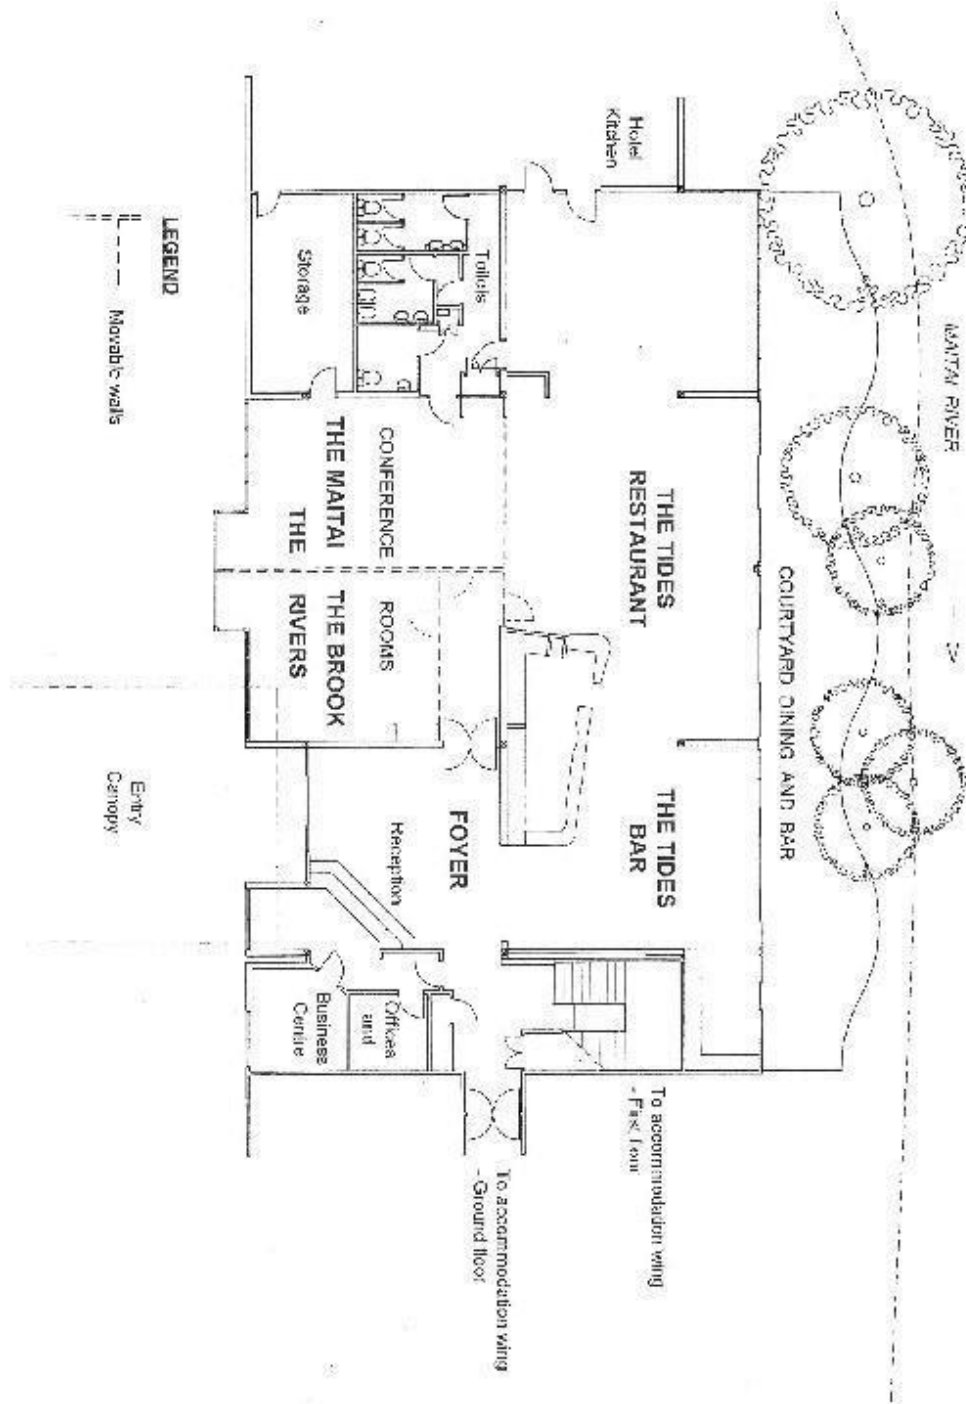 MAITAI RIVER
COURTYARD DINING AND BAR
Hotel
Kitchen
THE TIDES
RESTAURANT
THE TIDES
BAR
To accommodation wing
- First floor
Toilets
FOYER
To accommodation wing
- Ground floor
CONFERENCE ROOMS
Reception
Offices
and
Business
Centre
THE MAITAI THE BROOK
THE RIVERS
Storage
LEGEND
Movable walls
Entry
Canopy